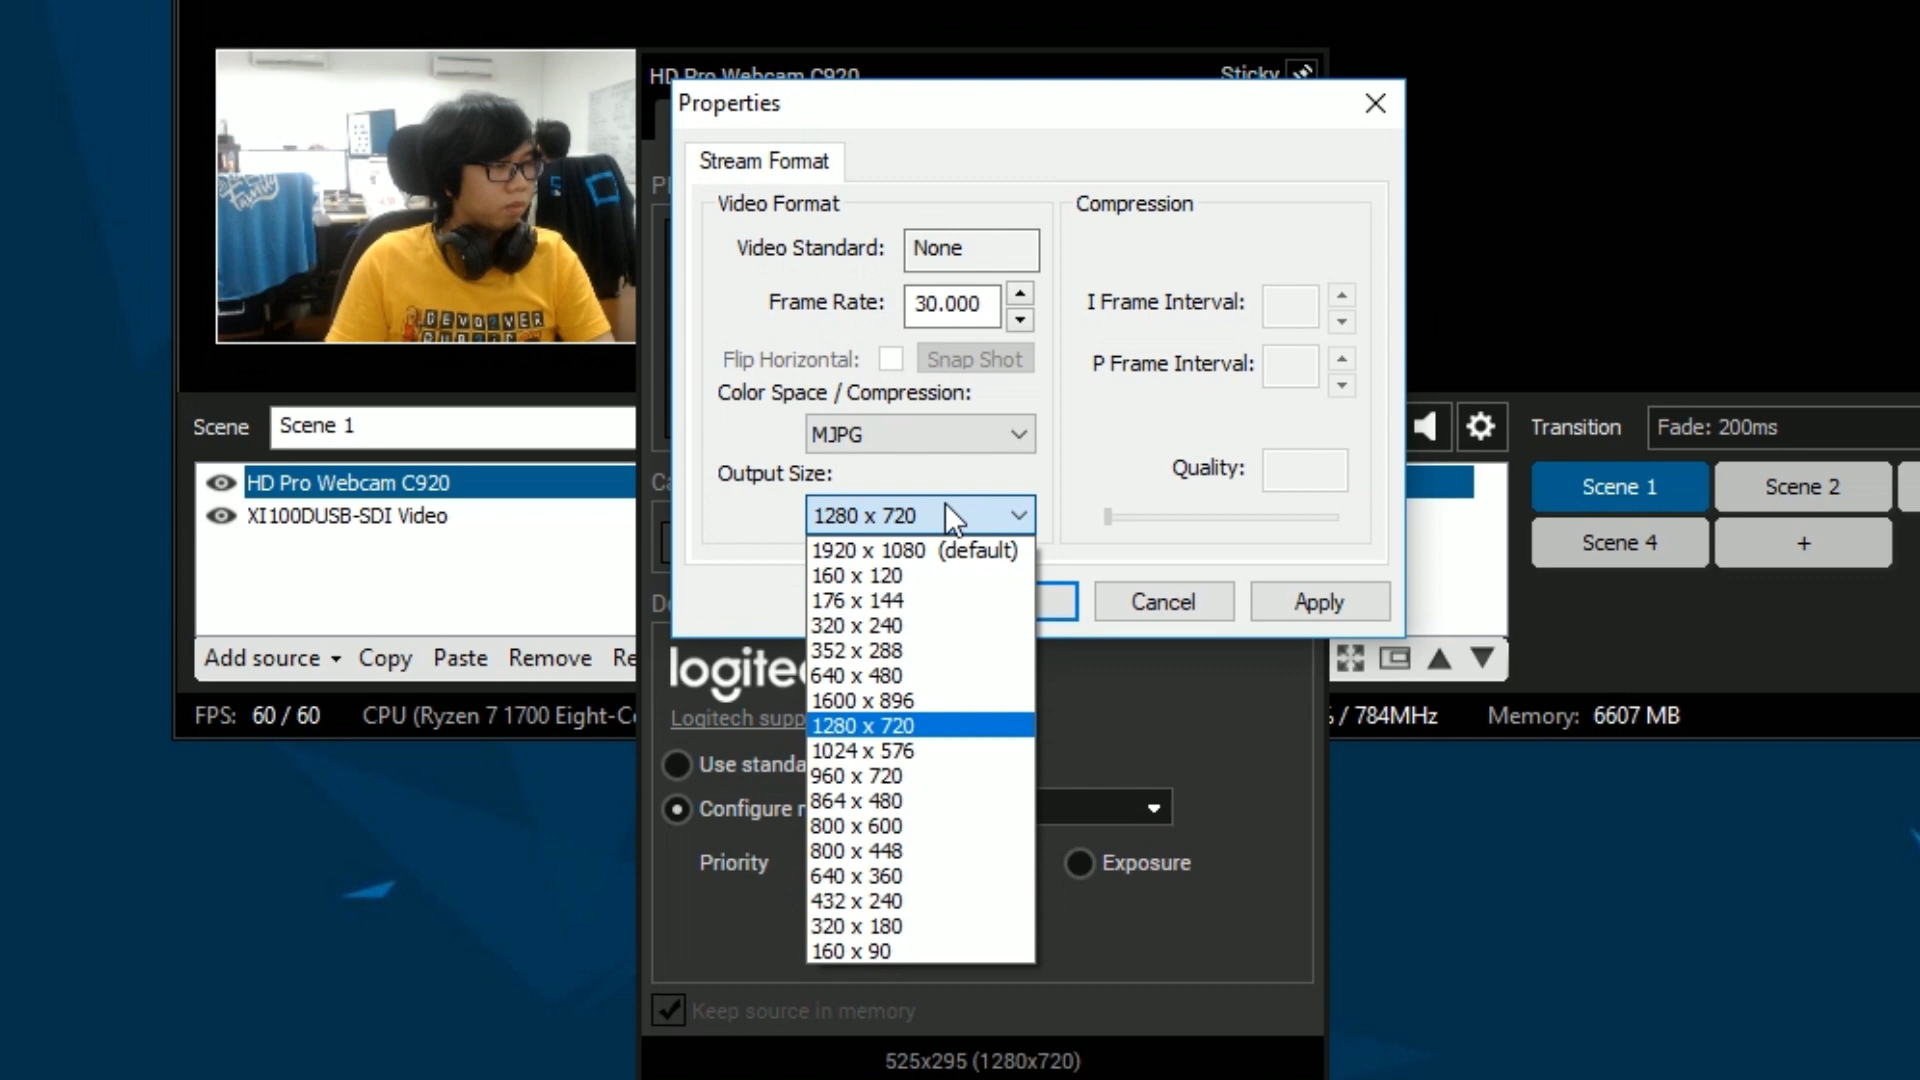 HD Pro Webcam C920
Sticky
Properties
Stream Format
Video Format
Video Standard: None
Frame Rate: 30.000
Flip Horizontal: Snap Shot
Color Space / Compression:
MJPG
Output Size:
1280 x 720
1920 x 1080 (default)
160 x 120
176 x 144
320 x 240
352 x 288
640 x 480
1600 x 896
1280 x 720
1024 x 576
960 x 720
864 x 480
800 x 600
800 x 448
640 x 360
432 x 240
320 x 180
160 x 90
Compression
I Frame Interval:
P Frame Interval:
Quality:
Cancel Apply
Scene Scene 1
HD Pro Webcam C920
XI100DUSB-SDI Video
Add source Copy Paste Remove Re
FPS: 60 / 60 CPU (Ryzen 7 1700 Eight-Co
/ 784MHz Memory: 6607 MB
Transition Fade: 200ms
Scene 1 Scene 2
Scene 4 +
logitec
Logitech supp
Use standa
Configure r
Priority Exposure
Keep source in memory
525x295 (1280x720)